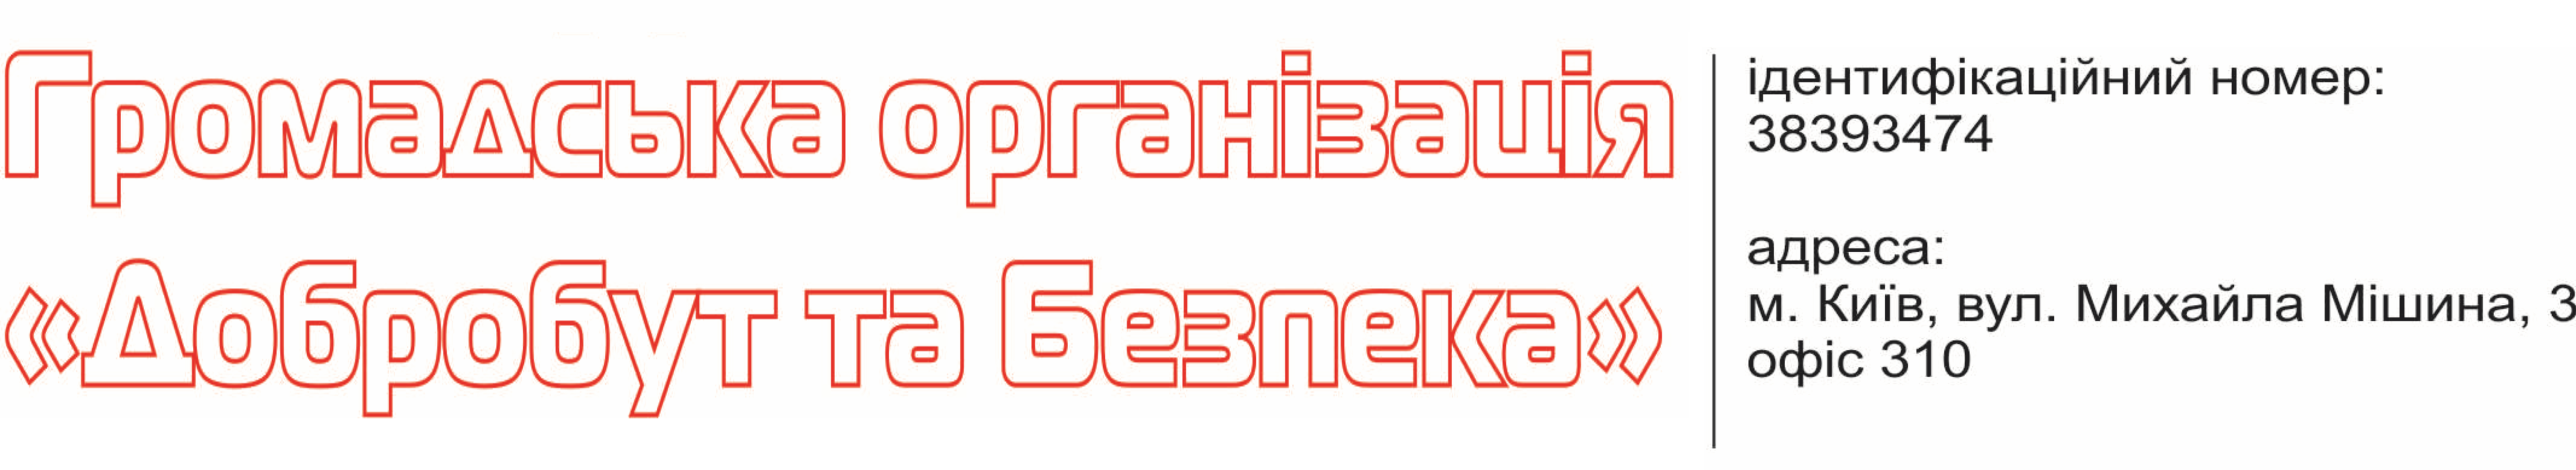 Громадська організація
«Добробут та Безпека»
ідентифікаційний номер:
38393474
адреса:
м. Київ, вул. Михайла Мішина, 3
офіс 310